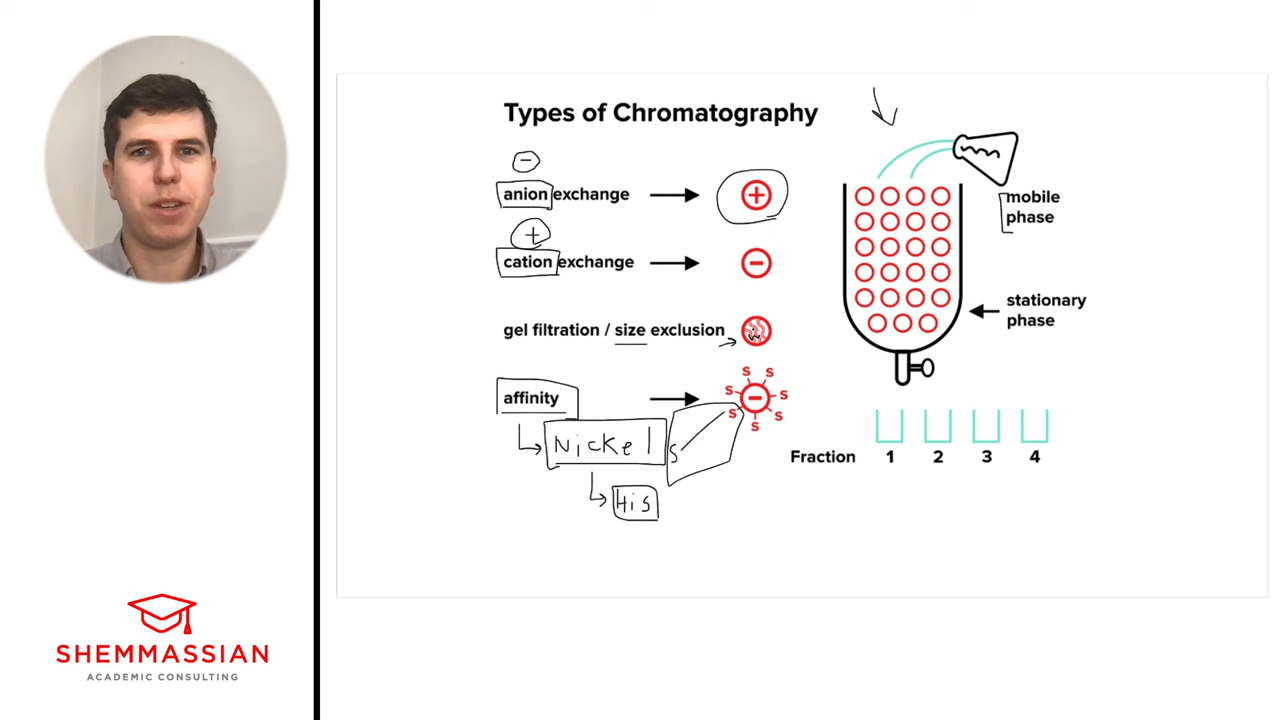 Types of Chromatography
−
anion exchange
+
+
cation exchange
−
gel filtration / size exclusion
affinity
S S S S S S S
−
Nickel
S
His
mobile
phase
stationary
phase
Fraction 1 2 3 4
SHEMMASSIAN
ACADEMIC CONSULTING